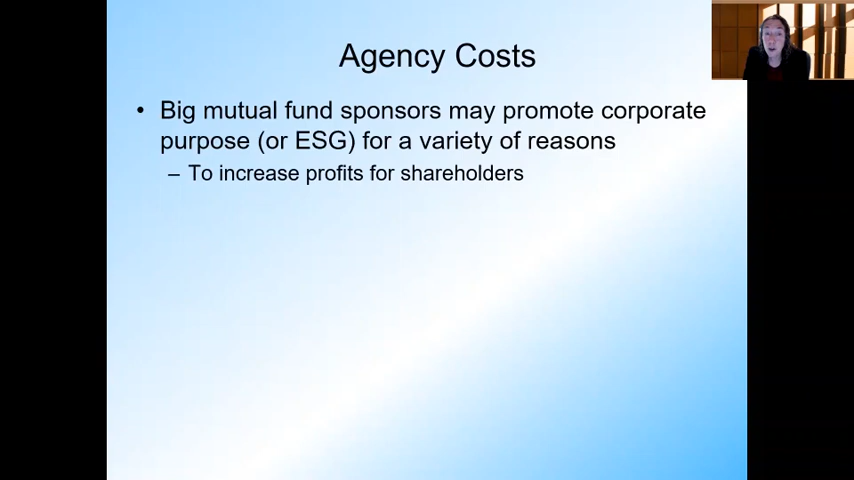 Agency Costs
• Big mutual fund sponsors may promote corporate
purpose (or ESG) for a variety of reasons
– To increase profits for shareholders